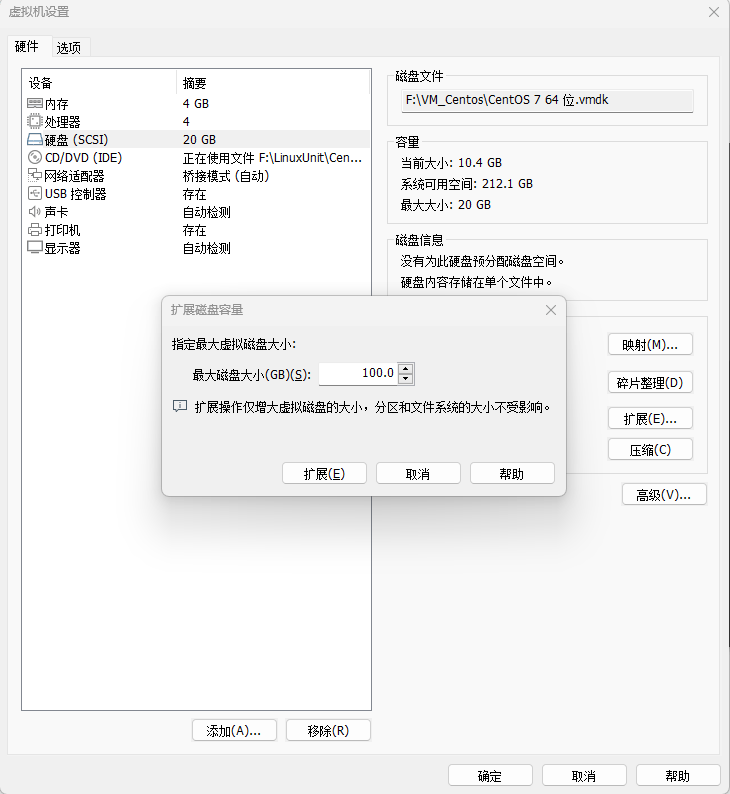 虚拟机设置
硬件 选项
设备 摘要
内存 4 GB
处理器 4
硬盘 (SCSI) 20 GB
CD/DVD (IDE) 正在使用文件 F:\LinuxUnit\Cen...
网络适配器 桥接模式 (自动)
USB 控制器 存在
声卡 自动检测
打印机 存在
显示器 自动检测
磁盘文件
F:\VM_Centos\CentOS 7 64 位.vmdk
容量
当前大小: 10.4 GB
系统可用空间: 212.1 GB
最大大小: 20 GB
磁盘信息
没有为此硬盘预分配磁盘空间。
硬盘内容存储在单个文件中。
扩展磁盘容量
指定最大虚拟磁盘大小:
最大磁盘大小(GB)(S): 100.0
扩展操作仅增大虚拟磁盘的大小，分区和文件系统的大小不受影响。
扩展(E) 取消 帮助
映射(M)...
碎片整理(D)
扩展(E)...
压缩(C)
高级(V)...
添加(A)... 移除(R)
确定 取消 帮助